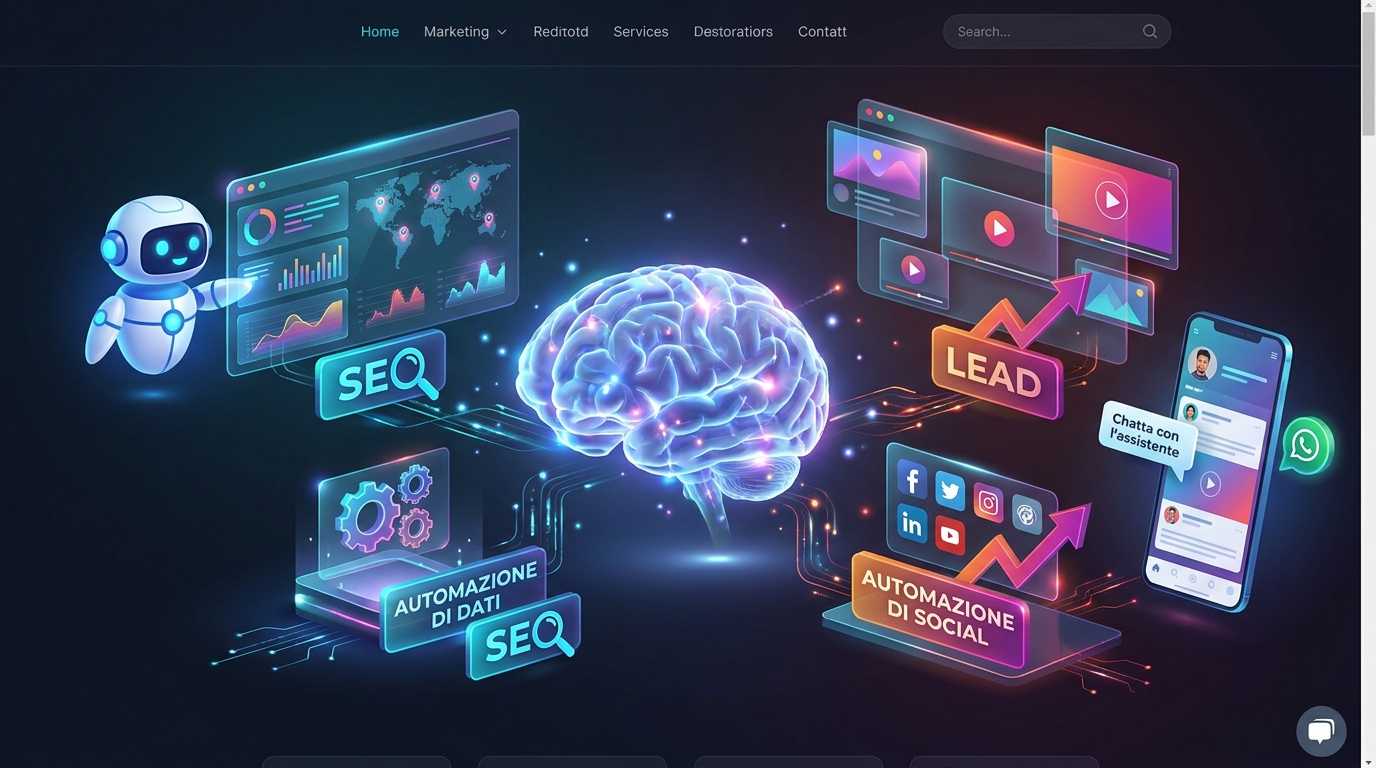 Home
Marketing
Reditotd
Services
Destoratiors
Contatt
Search...
SEO
LEAD
Chatta con
l'assistente
AUTOMAZIONE
DI DATI
SEO
AUTOMAZIONE
DI SOCIAL